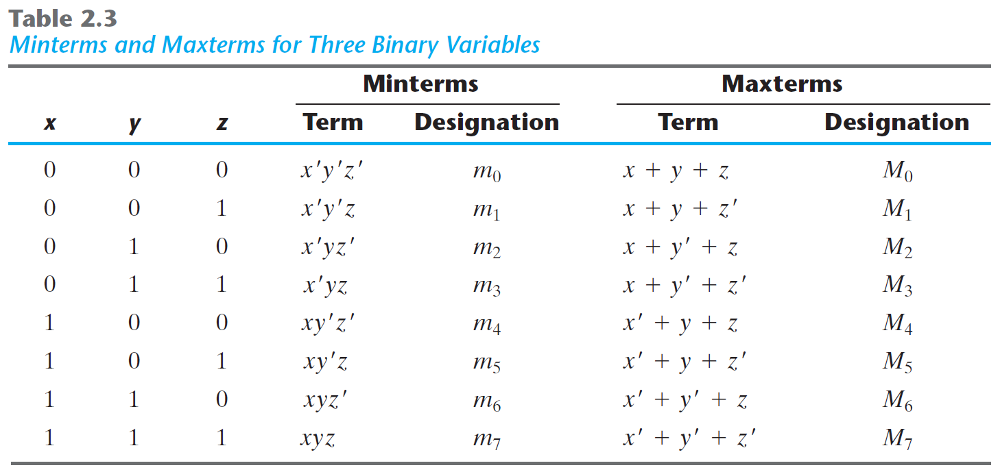 Table 2.3
Minterms and Maxterms for Three Binary Variables
Minterms Maxterms
x y z Term Designation Term Designation
0 0 0 x′y′z′ m₀ x + y + z M₀
0 0 1 x′y′z m₁ x + y + z′ M₁
0 1 0 x′yz′ m₂ x + y′ + z M₂
0 1 1 x′yz m₃ x + y′ + z′ M₃
1 0 0 xy′z′ m₄ x′ + y + z M₄
1 0 1 xy′z m₅ x′ + y + z′ M₅
1 1 0 xyz′ m₆ x′ + y′ + z M₆
1 1 1 xyz m₇ x′ + y′ + z′ M₇